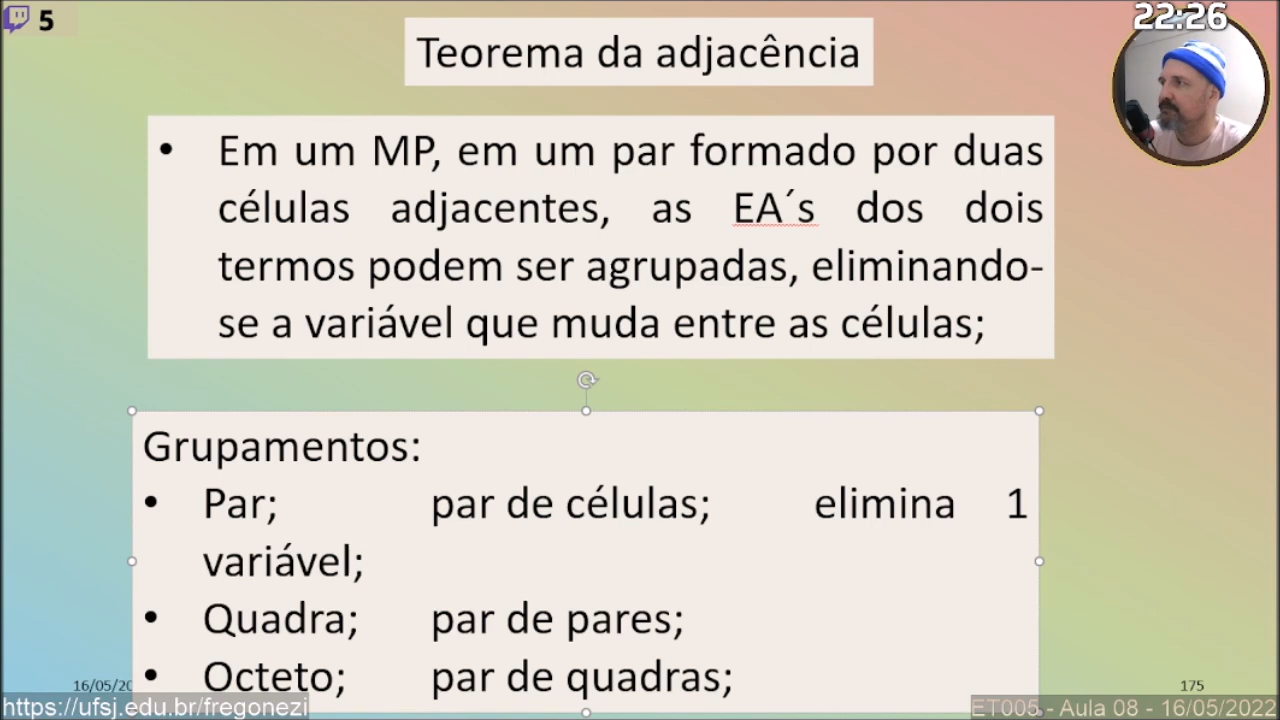 5
22:26
Teorema da adjacência
• Em um MP, em um par formado por duas
células adjacentes, as EA´s dos dois
termos podem ser agrupadas, eliminando-
se a variável que muda entre as células;
Grupamentos:
• Par; par de células; elimina 1
variável;
• Quadra; par de pares;
• Octeto; par de quadras;
16/05/20
175
https://ufsj.edu.br/fregonezi
ET005 - Aula 08 - 16/05/2022